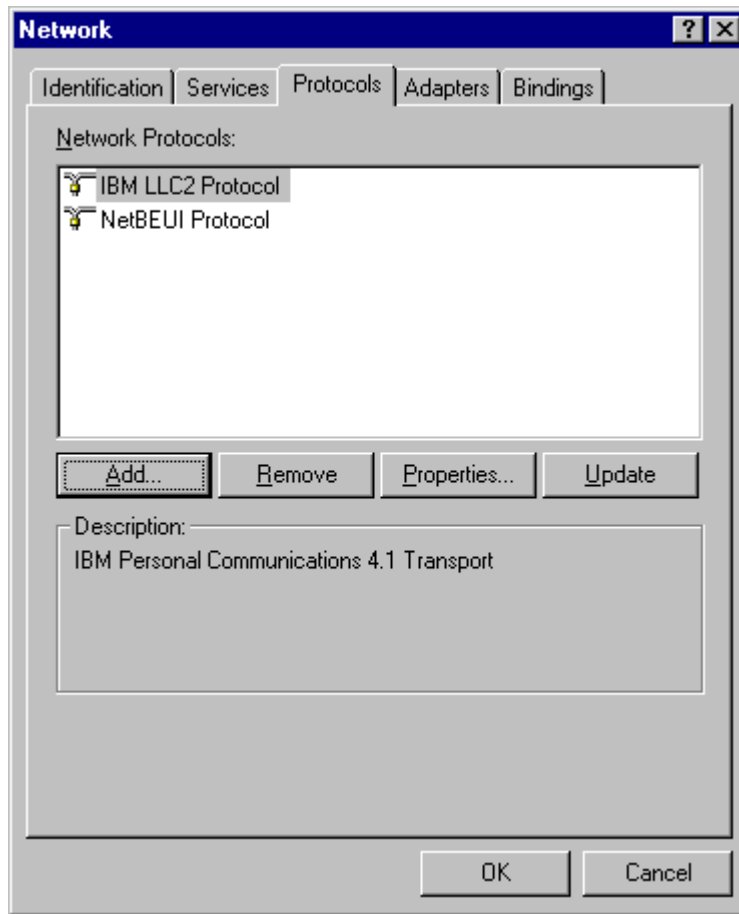 Network
Identification Services Protocols Adapters Bindings
Network Protocols:
IBM LLC2 Protocol
NetBEUI Protocol
Add... Remove Properties... Update
Description:
IBM Personal Communications 4.1 Transport
OK Cancel